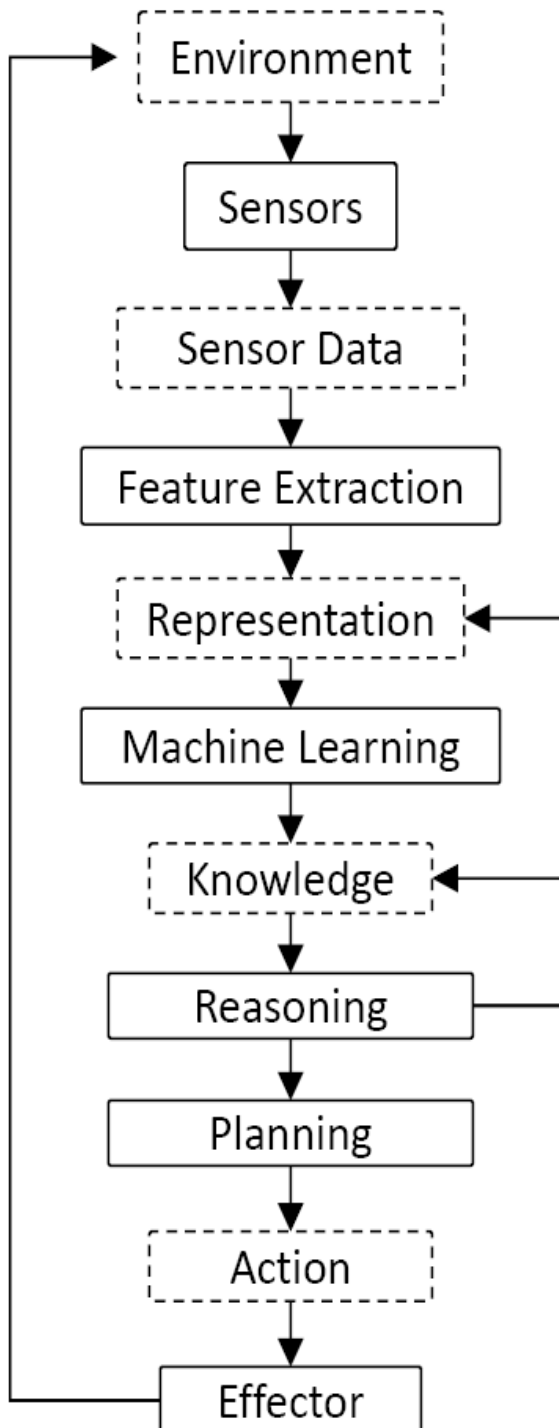 Environment
Sensors
Sensor Data
Feature Extraction
Representation
Machine Learning
Knowledge
Reasoning
Planning
Action
Effector